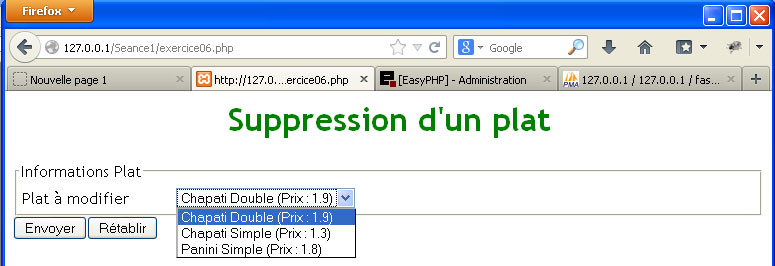 Firefox
127.0.0.1/Seance1/exercice06.php
Google
Nouvelle page 1
http://127.0....ercice06.php
[EasyPHP] - Administration
PMA
127.0.0.1 / 127.0.0.1 / fas...
Suppression d'un plat
Informations Plat
Plat à modifier
Chapati Double (Prix : 1.9)
Chapati Double (Prix : 1.9)
Chapati Simple (Prix : 1.3)
Panini Simple (Prix : 1.8)
Envoyer
Rétablir